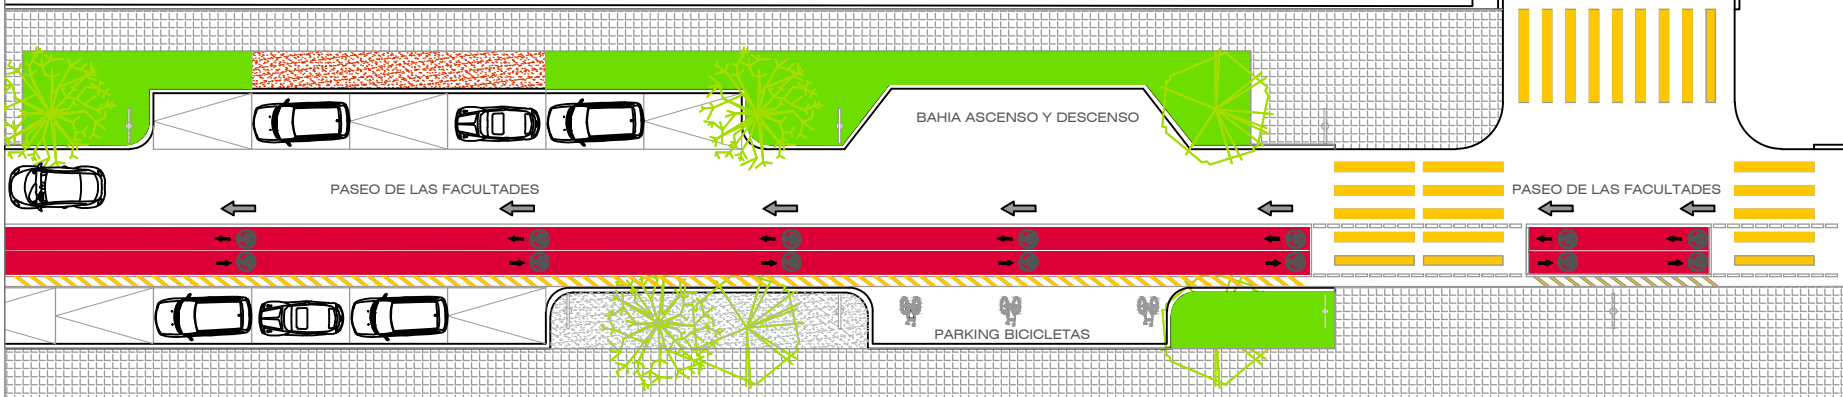 BAHIA ASCENSO Y DESCENSO
PASEO DE LAS FACULTADES
PASEO DE LAS FACULTADES
PARKING BICICLETAS